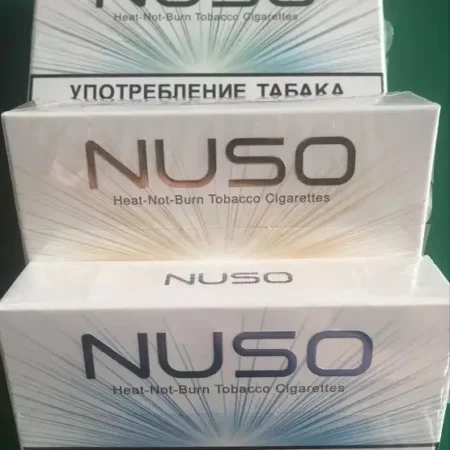 NUSO
Heat-Not-Burn Tobacco Cigarettes
УПОТРЕБЛЕНИЕ ТАБАКА
NUSO
Heat-Not-Burn Tobacco Cigarettes
NUSO
NUSO
Heat-Not-Burn Tobacco Cigarettes